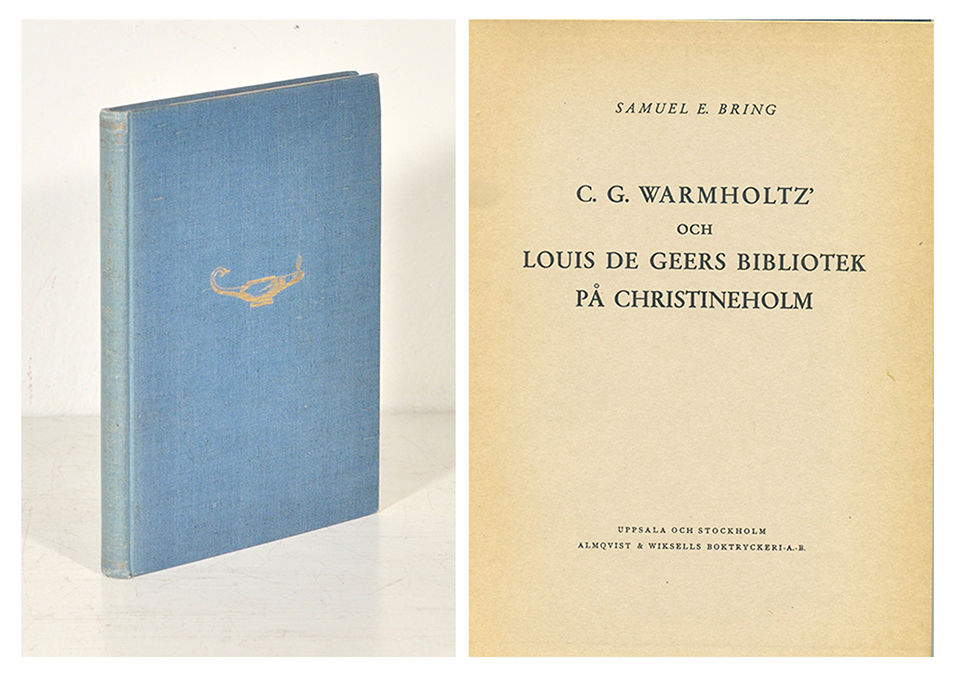 SAMUEL E. BRING
C. G. WARMHOLTZ’
OCH
LOUIS DE GEERS BIBLIOTEK
PÅ CHRISTINEHOLM
UPPSALA OCH STOCKHOLM
ALMQVIST & WIKSELLS BOKTRYCKERI-A.-B.